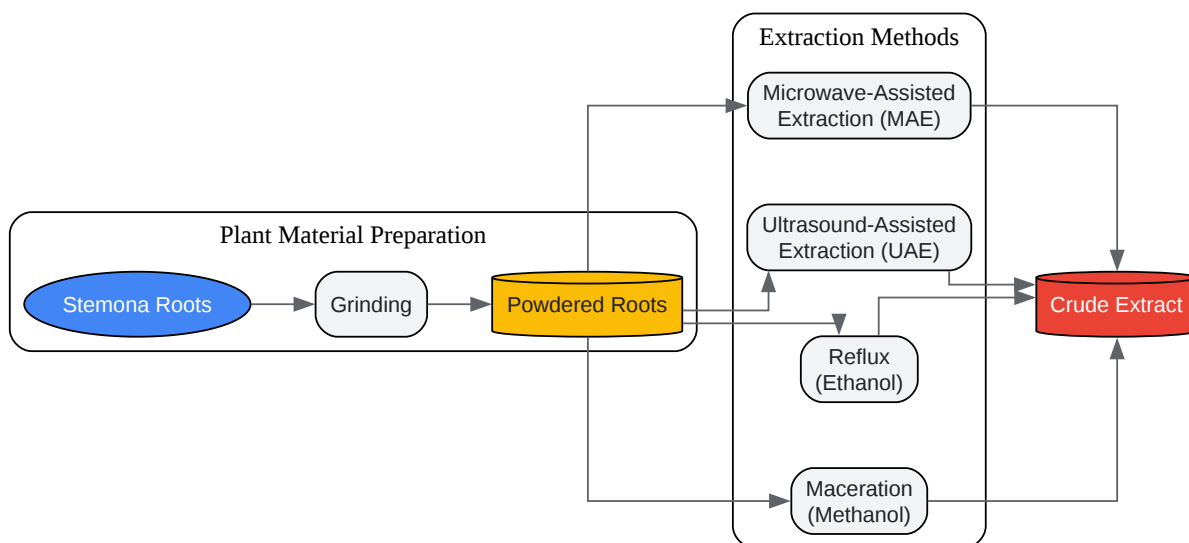 Extraction Methods
Microwave-Assisted
Extraction (MAE)
Plant Material Preparation
Ultrasound-Assisted
Extraction (UAE)
Stemona Roots
Grinding
Powdered Roots
Crude Extract
Reflux
(Ethanol)
Maceration
(Methanol)